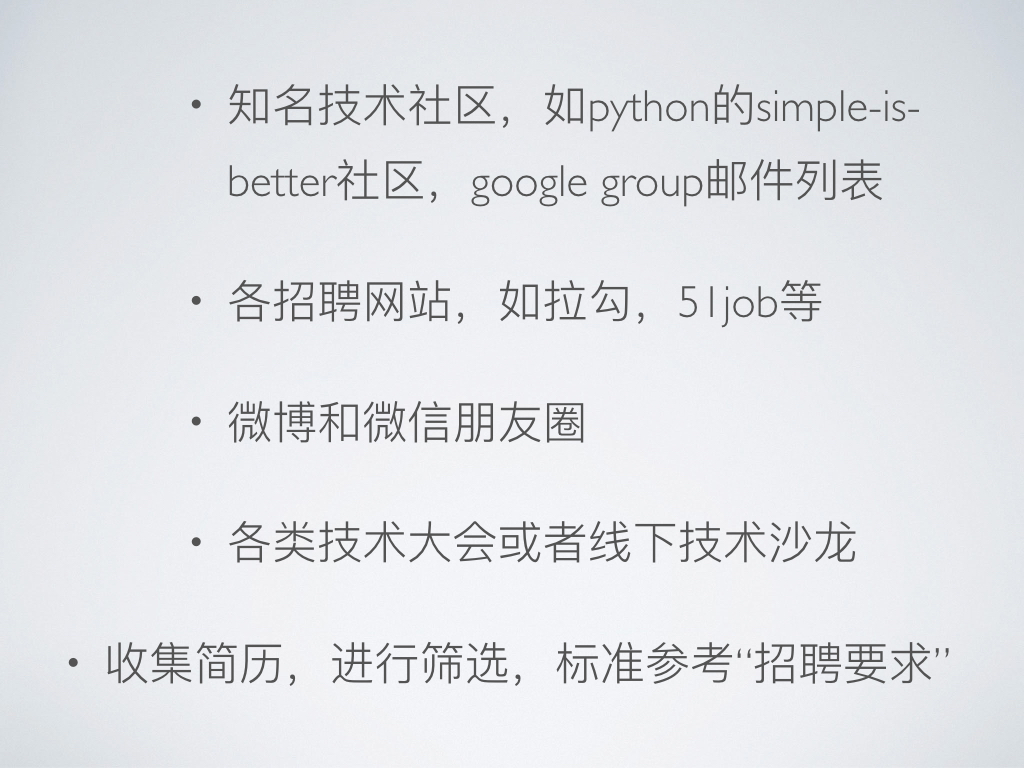 • 知名技术社区，如python的simple-is-
better社区，google group邮件列表
• 各招聘网站，如拉勾，51job等
• 微博和微信朋友圈
• 各类技术大会或者线下技术沙龙
• 收集简历，进行筛选，标准参考“招聘要求”